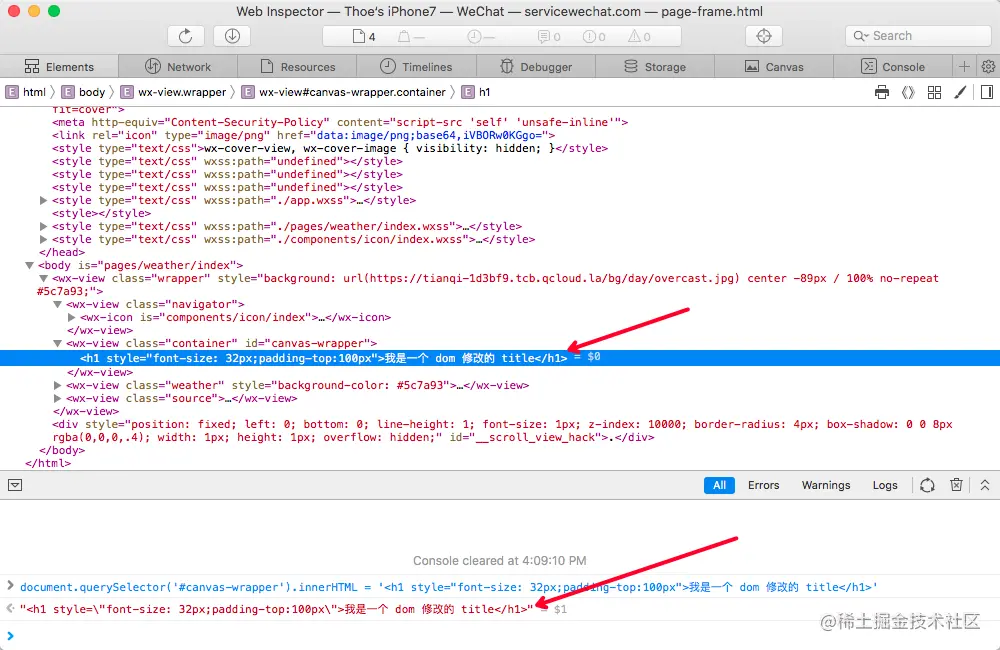 Web Inspector — Thoe's iPhone7 — WeChat — servicewechat.com — page-frame.html
4 — — 0 0 0 Search
Elements Network Resources Timelines Debugger Storage Canvas Console
html body wx-view.wrapper wx-view#canvas-wrapper.container h1
fit=cover">
<meta http-equiv="Content-Security-Policy" content="script-src 'self' 'unsafe-inline'">
<link rel="icon" type="image/png" href="data:image/png;base64,iVBORw0KGgo=">
<style type="text/css">wx-cover-view, wx-cover-image { visibility: hidden; }</style>
<style type="text/css" wxss:path="undefined"></style>
<style type="text/css" wxss:path="undefined"></style>
<style type="text/css" wxss:path="undefined"></style>
<style type="text/css" wxss:path="./app.wxss">…</style>
<style></style>
<style type="text/css" wxss:path="./pages/weather/index.wxss">…</style>
<style type="text/css" wxss:path="./components/icon/index.wxss">…</style>
</head>
<body is="pages/weather/index">
<wx-view class="wrapper" style="background: url(https://tianqi-1d3bf9.tcb.qcloud.la/bg/day/overcast.jpg) center -89px / 100% no-repeat
#5c7a93;">
<wx-view class="navigator">
<wx-icon is="components/icon/index">…</wx-icon>
</wx-view>
<wx-view class="container" id="canvas-wrapper">
<h1 style="font-size: 32px;padding-top:100px">我是一个 dom 修改的 title</h1> = $0
</wx-view>
<wx-view class="weather" style="background-color: #5c7a93">…</wx-view>
<wx-view class="source">…</wx-view>
</wx-view>
<div style="position: fixed; left: 0; bottom: 0; line-height: 1; font-size: 1px; z-index: 10000; border-radius: 4px; box-shadow: 0 0 8px
rgba(0,0,0,.4); width: 1px; height: 1px; overflow: hidden;" id="__scroll_view_hack">.</div>
</body>
</html>
All Errors Warnings Logs
Console cleared at 4:09:10 PM
document.querySelector('#canvas-wrapper').innerHTML = '<h1 style="font-size: 32px;padding-top:100px">我是一个 dom 修改的 title</h1>'
"<h1 style=\"font-size: 32px;padding-top:100px\">我是一个 dom 修改的 title</h1>" = $1
@稀土掘金技术社区